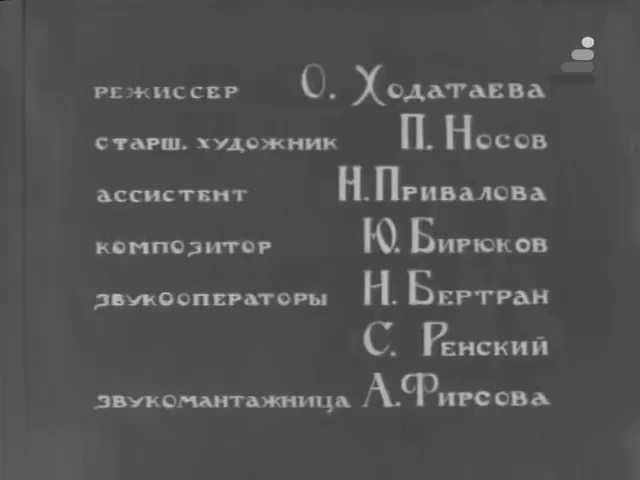 РЕЖИССЕР О. ХОДАТАЕВА
СТАРШ. ХУДОЖНИК П. НОСОВ
АССИСТЕНТ Н. ПРИВАЛОВА
КОМПОЗИТОР Ю. БИРЮКОВ
ЗВУКООПЕРАТОРЫ Н. БЕРТРАН
С. РЕНСКИЙ
ЗВУКОМАНТАЖНИЦА А. ФИРСОВА